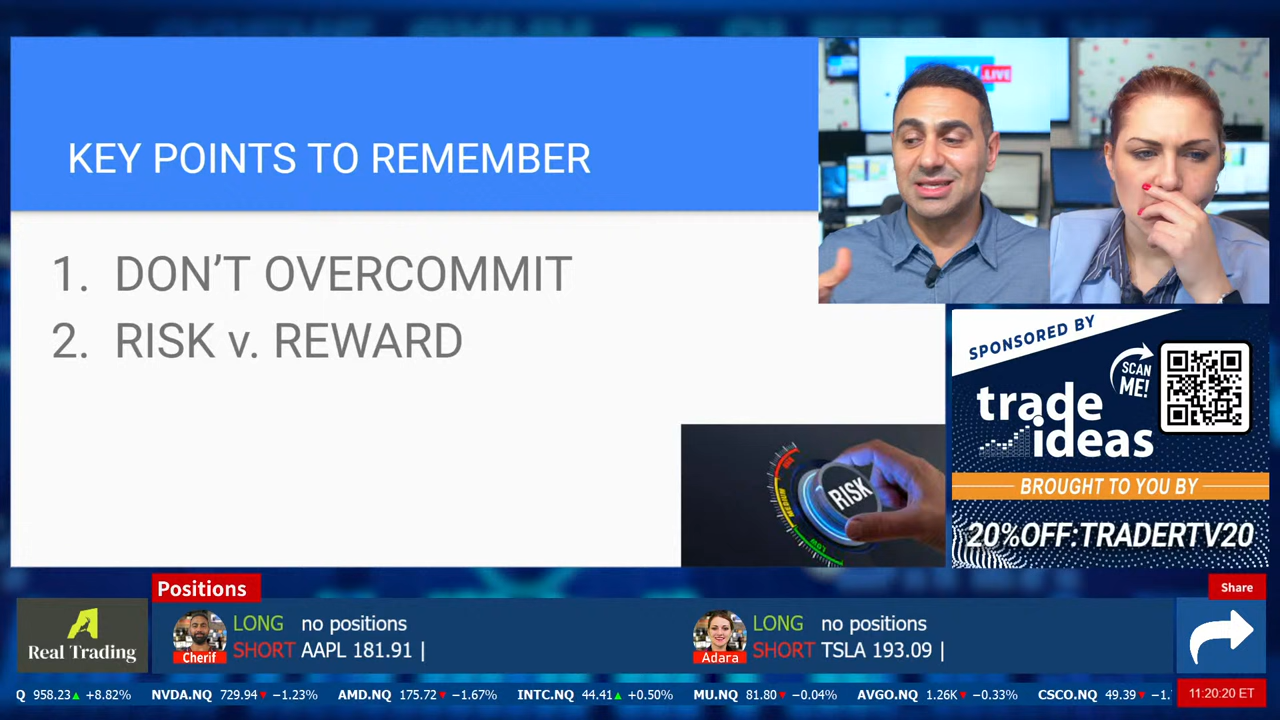 KEY POINTS TO REMEMBER
1. DON'T OVERCOMMIT
2. RISK v. REWARD
RISK
LOW
.LIVE
SPONSORED BY
SCAN
ME!
trade
ideas
BROUGHT TO YOU BY
20%OFF:TRADERTV20
Positions
Share
Real Trading
Cherif
LONG no positions
SHORT AAPL 181.91 |
Adara
LONG no positions
SHORT TSLA 193.09 |
Q 958.23▲ +8.82% NVDA.NQ 729.94▼ −1.23% AMD.NQ 175.72▼ −1.67% INTC.NQ 44.41▲ +0.50% MU.NQ 81.80▼ −0.04% AVGO.NQ 1.26K▼ −0.33% CSCO.NQ 49.39▼ −1.
11:20:20 ET